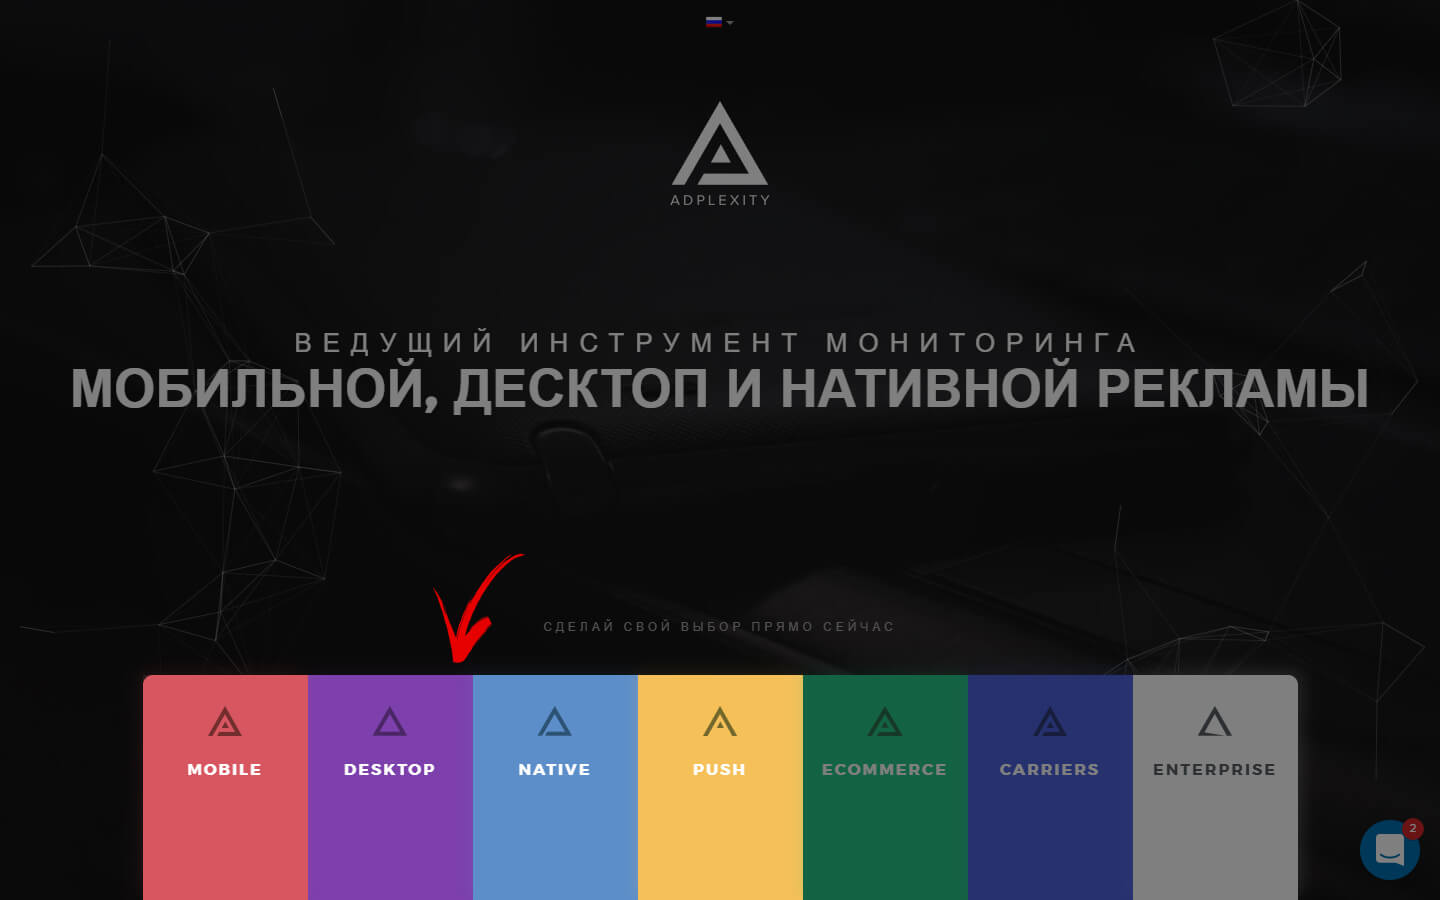 ADPLEXITY
ВЕДУЩИЙ ИНСТРУМЕНТ МОНИТОРИНГА
МОБИЛЬНОЙ, ДЕСКТОП И НАТИВНОЙ РЕКЛАМЫ
СДЕЛАЙ СВОЙ ВЫБОР ПРЯМО СЕЙЧАС
MOBILE
DESKTOP
NATIVE
PUSH
ECOMMERCE
CARRIERS
ENTERPRISE
2